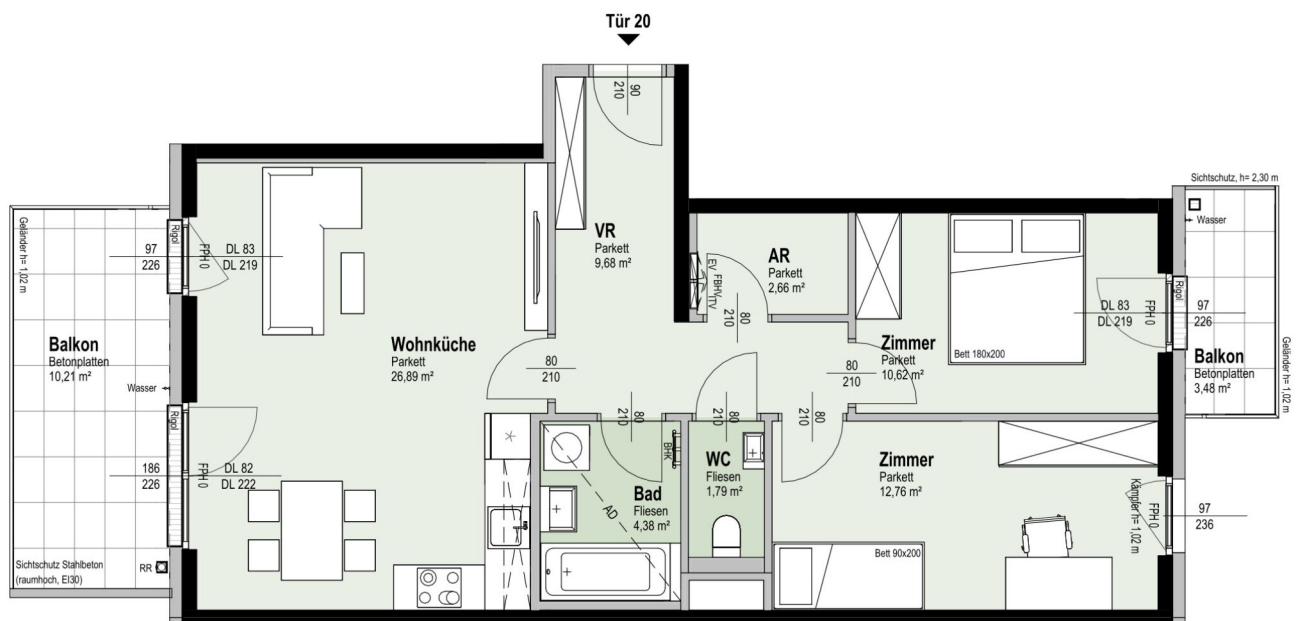 Tür 20
90
210
Sichtschutz, h= 2,30 m
Wasser
Geländer h= 1,02 m
97
226
Rigol
FPH 0
DL 83
DL 219
VR
Parkett
9,68 m²
AR
Parkett
2,66 m²
EV
FBHV
TTV
80
210
Bett 180x200
DL 83
DL 219
FPH 0
Rigol
97
226
Balkon
Betonplatten
10,21 m²
Wasser
Wohnküche
Parkett
26,89 m²
80
210
Zimmer
Parkett
10,62 m²
80
210
Balkon
Betonplatten
3,48 m²
Geländer h= 1,02 m
Rigol
186
226
FPH 0
DL 82
DL 222
80
210
BHK
AD
Bad
Fliesen
4,38 m²
80
210
WC
Fliesen
1,79 m²
80
210
Zimmer
Parkett
12,76 m²
Kämpfer h= 1,02 m
FPH 0
97
236
Bett 90x200
Sichtschutz Stahlbeton
(raumhoch, EI30)
RR